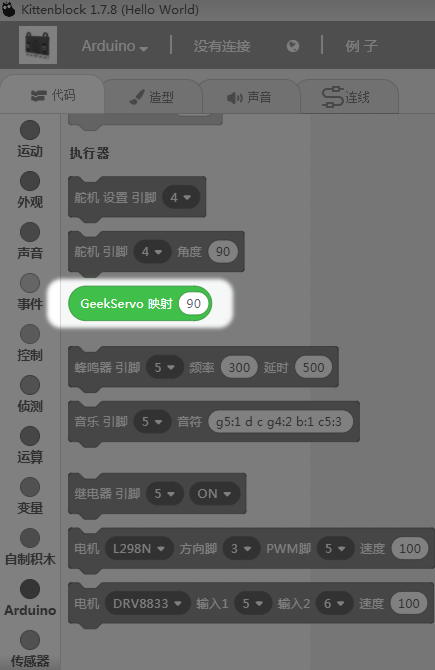 Kittenblock 1.7.8 (Hello World)
Arduino 没有连接 例 子
代码 造型 声音 连线
运动
外观
声音
事件
控制
侦测
运算
变量
自制积木
Arduino
传感器
执行器
舵机 设置 引脚 4
舵机 引脚 4 角度 90
GeekServo 映射 90
蜂鸣器 引脚 5 频率 300 延时 500
音乐 引脚 5 音符 g5:1 d c g4:2 b:1 c5:3
继电器 引脚 5 ON
电机 L298N 方向脚 3 PWM脚 5 速度 100
电机 DRV8833 输入1 5 输入2 6 速度 100